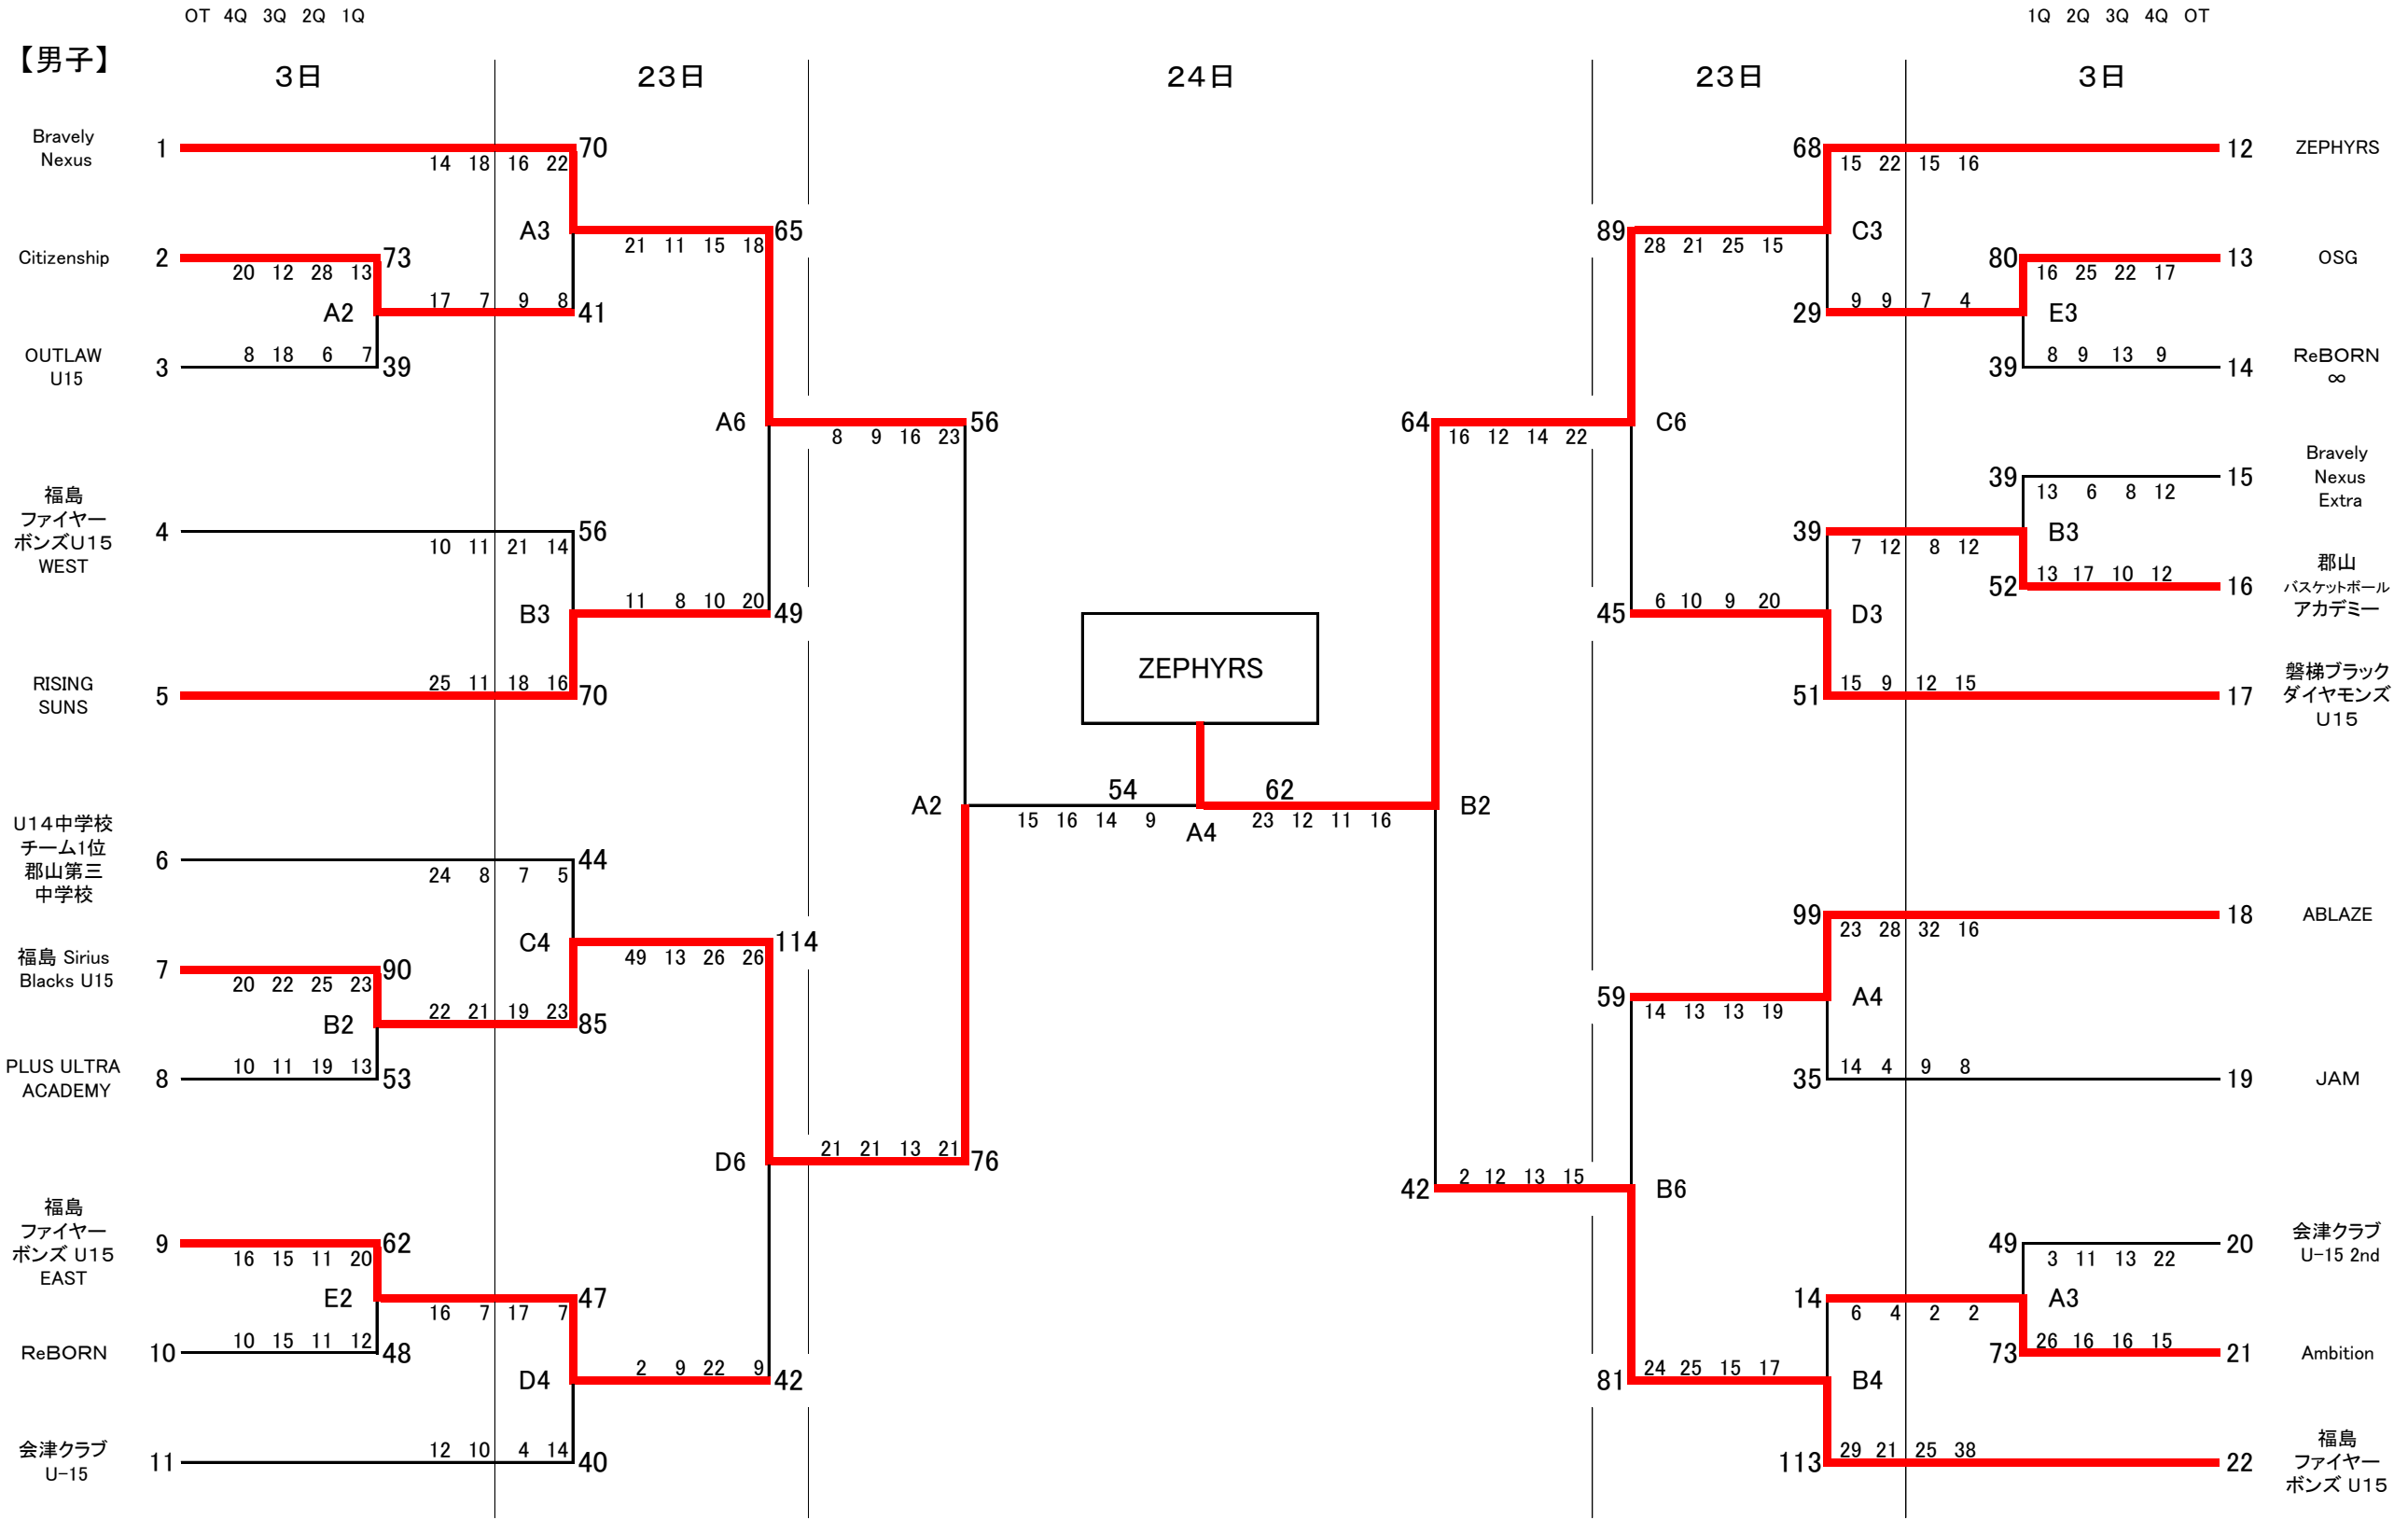 OT 4Q 3Q 2Q 1Q
1Q 2Q 3Q 4Q OT
【男子】
3日
23日
24日
23日
3日
Bravely
Nexus
1
14 18 16 22
70
A3
21 11 15 18
65
Citizenship
2
20 12 28 13
73
A2
17 7 9 8
41
OUTLAW
U15
3
8 18 6 7
39
A6
8 9 16 23
56
福島
ファイヤー
ボンズU15
WEST
4
10 11 21 14
56
B3
11 8 10 20
49
RISING
SUNS
5
25 11 18 16
70
A2
15 16 14 9
54
U14中学校
チーム1位
郡山第三
中学校
6
24 8 7 5
44
C4
49 13 26 26
114
福島 Sirius
Blacks U15
7
20 22 25 23
90
B2
22 21 19 23
85
PLUS ULTRA
ACADEMY
8
10 11 19 13
53
D6
21 21 13 21
76
福島
ファイヤー
ボンズ U15
EAST
9
16 15 11 20
62
E2
16 7 17 7
47
ReBORN
10
10 15 11 12
48
D4
2 9 22 9
42
会津クラブ
U-15
11
12 10 4 14
40
ZEPHYRS
A4
62
23 12 11 16
B2
68
15 22 15 16
12
ZEPHYRS
89
28 21 25 15
C3
80
16 25 22 17
13
OSG
29
9 9 7 4
E3
39
8 9 13 9
14
ReBORN
∞
64
16 12 14 22
C6
39
13 6 8 12
15
Bravely
Nexus
Extra
39
7 12 8 12
B3
52
13 17 10 12
16
郡山
バスケットボール
アカデミー
45
6 10 9 20
D3
51
15 9 12 15
17
磐梯ブラック
ダイヤモンズ
U15
99
23 28 32 16
18
ABLAZE
59
14 13 13 19
A4
35
14 4 9 8
19
JAM
42
2 12 13 15
B6
49
3 11 13 22
20
会津クラブ
U-15 2nd
14
6 4 2 2
A3
73
26 16 16 15
21
Ambition
81
24 25 15 17
B4
113
29 21 25 38
22
福島
ファイヤー
ボンズ U15